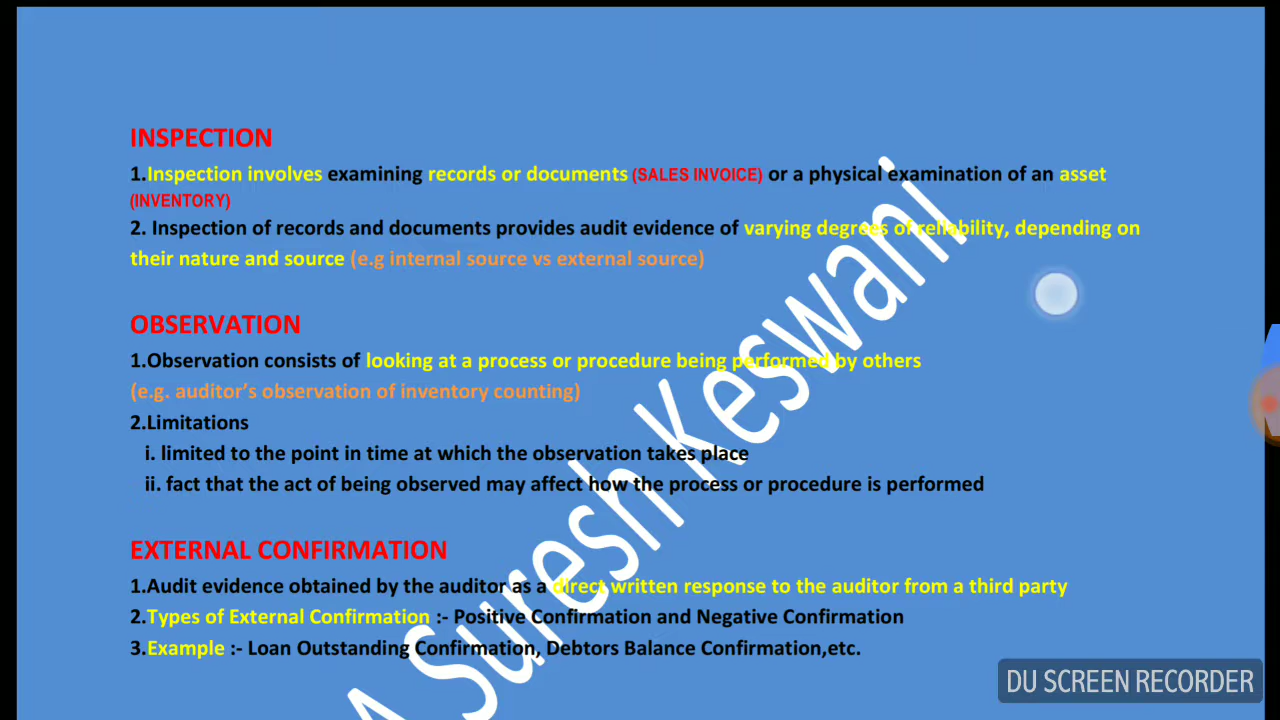 INSPECTION
1.Inspection involves examining records or documents (SALES INVOICE) or a physical examination of an asset
(INVENTORY)
2. Inspection of records and documents provides audit evidence of varying degrees of reliability, depending on
their nature and source (e.g internal source vs external source)
OBSERVATION
1.Observation consists of looking at a process or procedure being performed by others
(e.g. auditor’s observation of inventory counting)
2.Limitations
i. limited to the point in time at which the observation takes place
ii. fact that the act of being observed may affect how the process or procedure is performed
EXTERNAL CONFIRMATION
1.Audit evidence obtained by the auditor as a direct written response to the auditor from a third party
2.Types of External Confirmation :- Positive Confirmation and Negative Confirmation
3.Example :- Loan Outstanding Confirmation, Debtors Balance Confirmation,etc.
A Suresh Keswani
DU SCREEN RECORDER